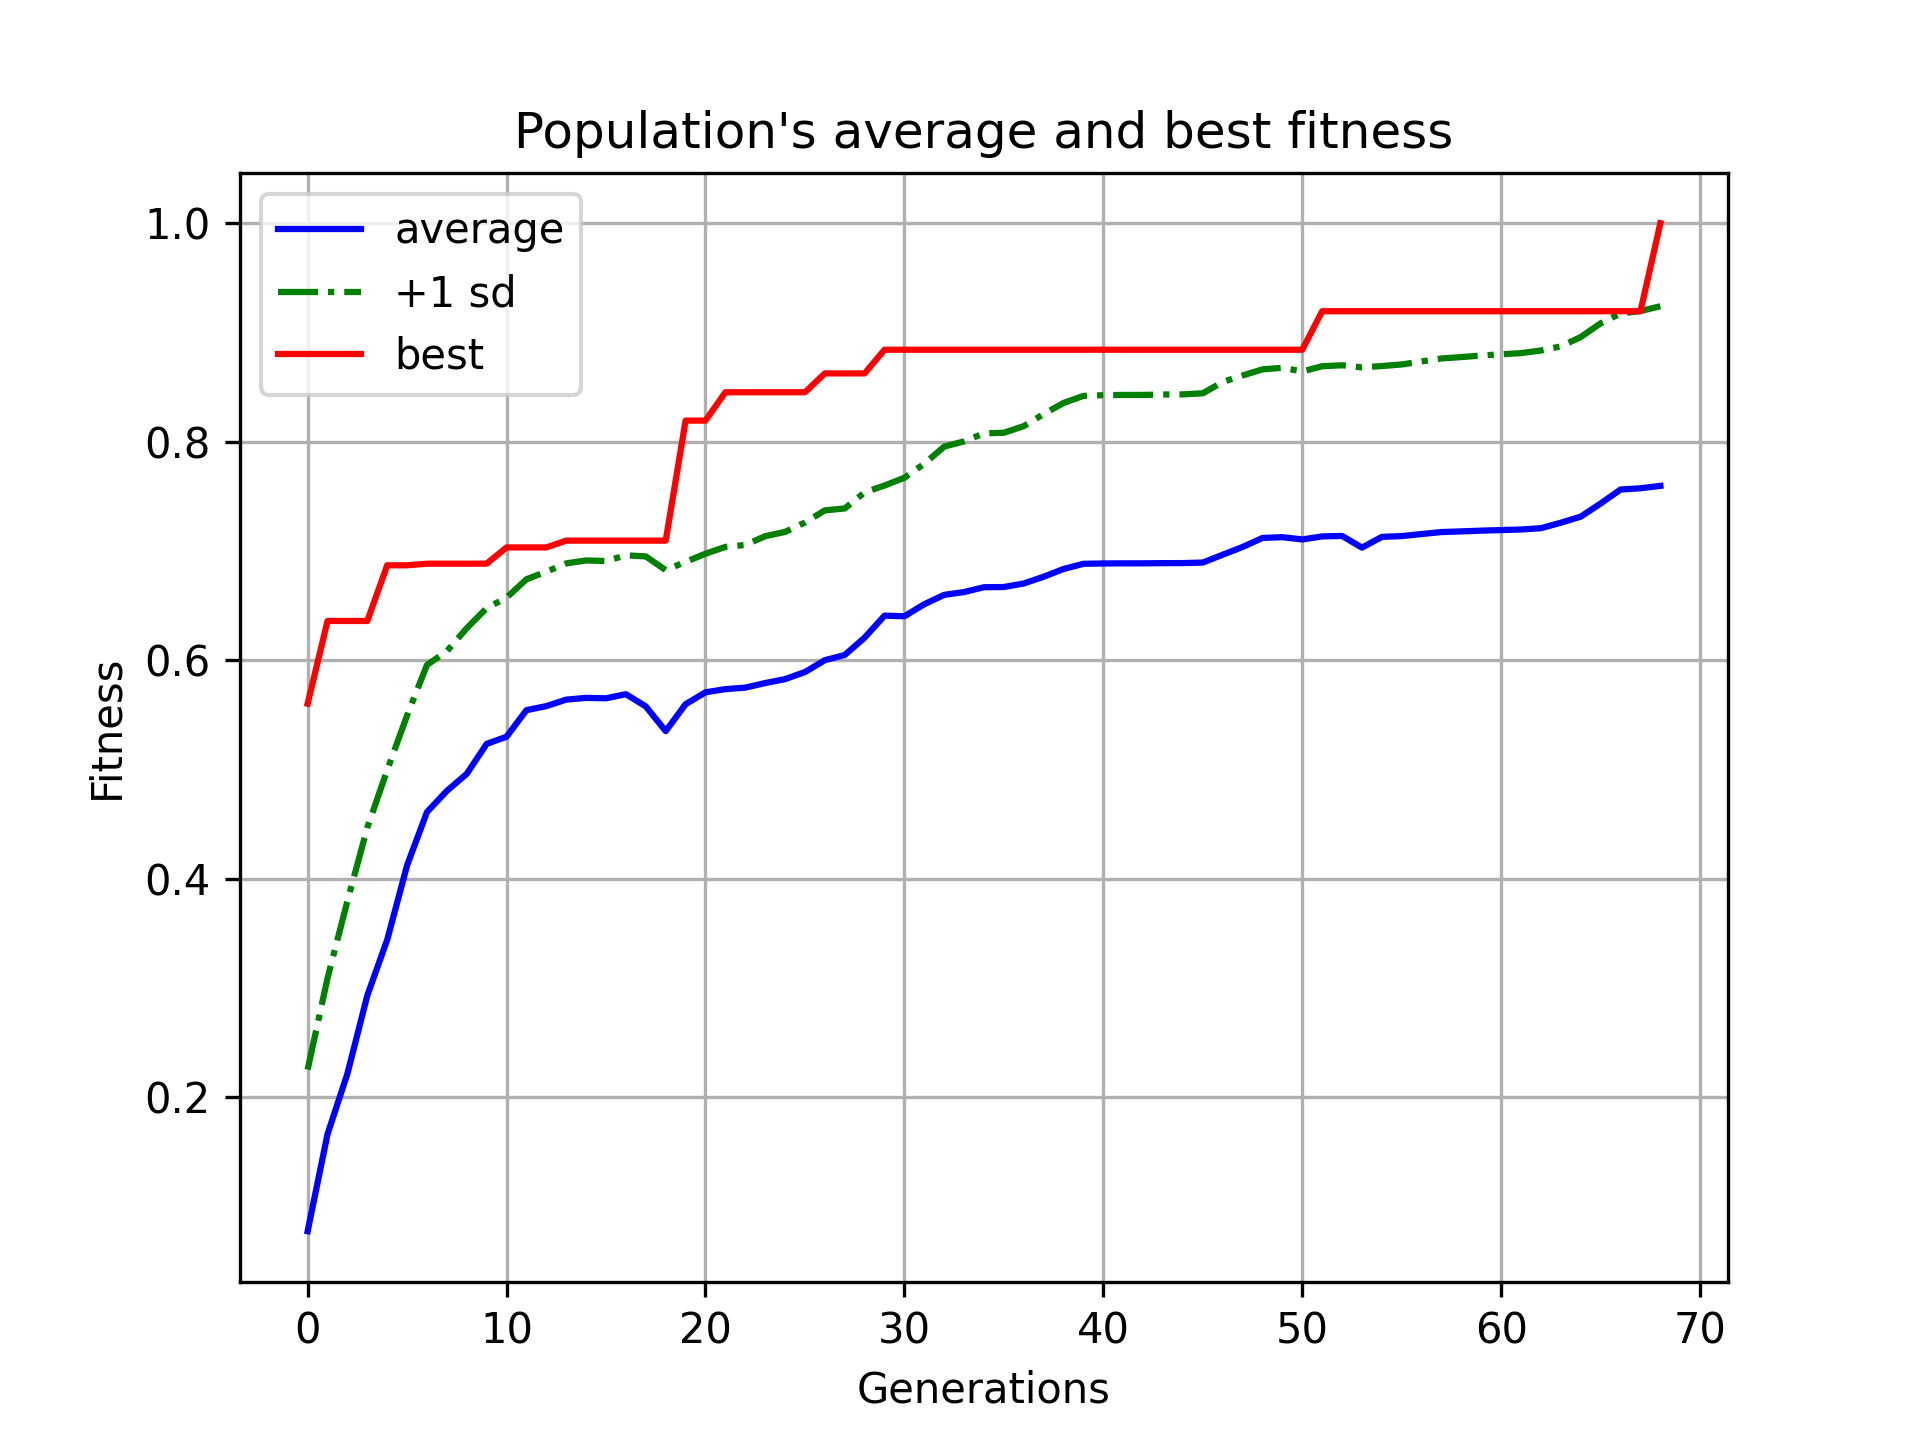 Population's average and best fitness
average
+1 sd
best
1.0
0.8
0.6
0.4
0.2
Fitness
0 10 20 30 40 50 60 70
Generations